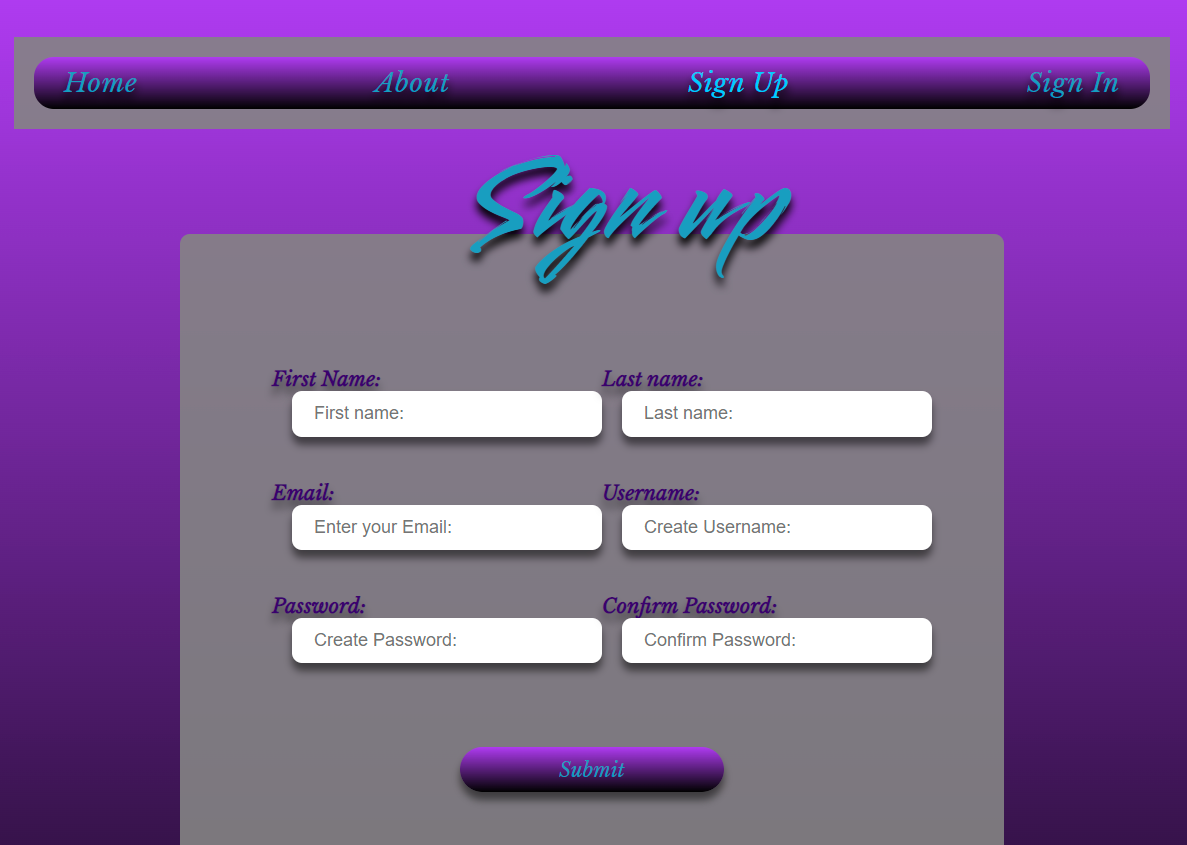 Home About Sign Up Sign In
Sign up
First Name: Last name:
First name: Last name:
Email: Username:
Enter your Email: Create Username:
Password: Confirm Password:
Create Password: Confirm Password:
Submit